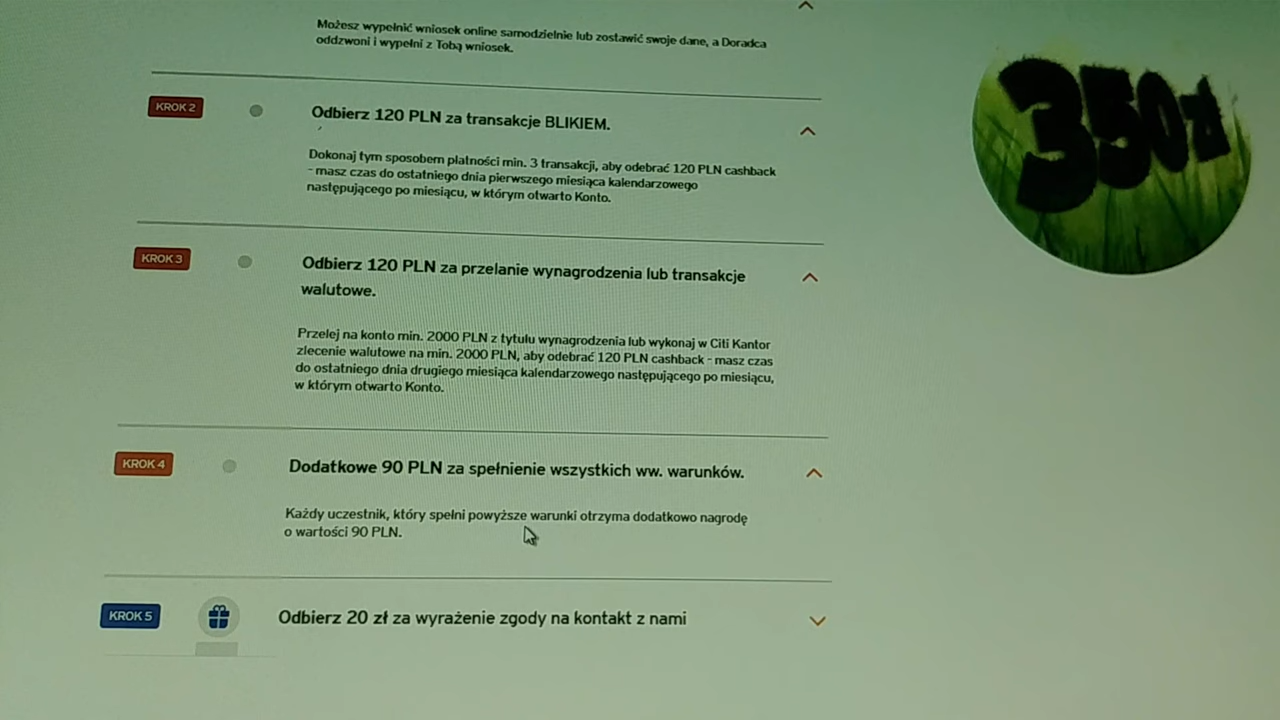 Możesz wypełnić wniosek online samodzielnie lub zostawić swoje dane, a Doradca
oddzwoni i wypełni z Tobą wniosek.
KROK 2
Odbierz 120 PLN za transakcje BLIKIEM.
Dokonaj tym sposobem płatności min. 3 transakcji, aby odebrać 120 PLN cashback
- masz czas do ostatniego dnia pierwszego miesiąca kalendarzowego
następującego po miesiącu, w którym otwarto Konto.
KROK 3
Odbierz 120 PLN za przelanie wynagrodzenia lub transakcje
walutowe.
Przelej na konto min. 2000 PLN z tytułu wynagrodzenia lub wykonaj w Citi Kantor
zlecenie walutowe na min. 2000 PLN, aby odebrać 120 PLN cashback - masz czas
do ostatniego dnia drugiego miesiąca kalendarzowego następującego po miesiącu,
w którym otwarto Konto.
KROK 4
Dodatkowe 90 PLN za spełnienie wszystkich ww. warunków.
Każdy uczestnik, który spełni powyższe warunki otrzyma dodatkowo nagrodę
o wartości 90 PLN.
KROK 5
Odbierz 20 zł za wyrażenie zgody na kontakt z nami
350zł